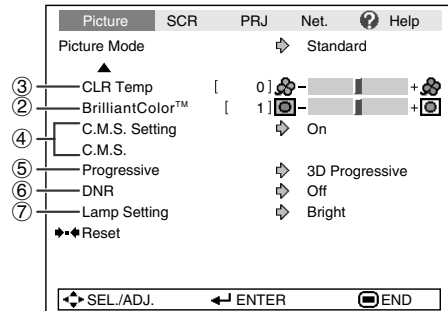 Picture SCR PRJ Net. ? Help
Picture Mode Standard
③ CLR Temp [ 0 ] – +
② BrilliantColor™ [ 1 ] – +
④ C.M.S. Setting On
C.M.S.
⑤ Progressive 3D Progressive
⑥ DNR Off
⑦ Lamp Setting Bright
Reset
SEL./ADJ. ENTER END